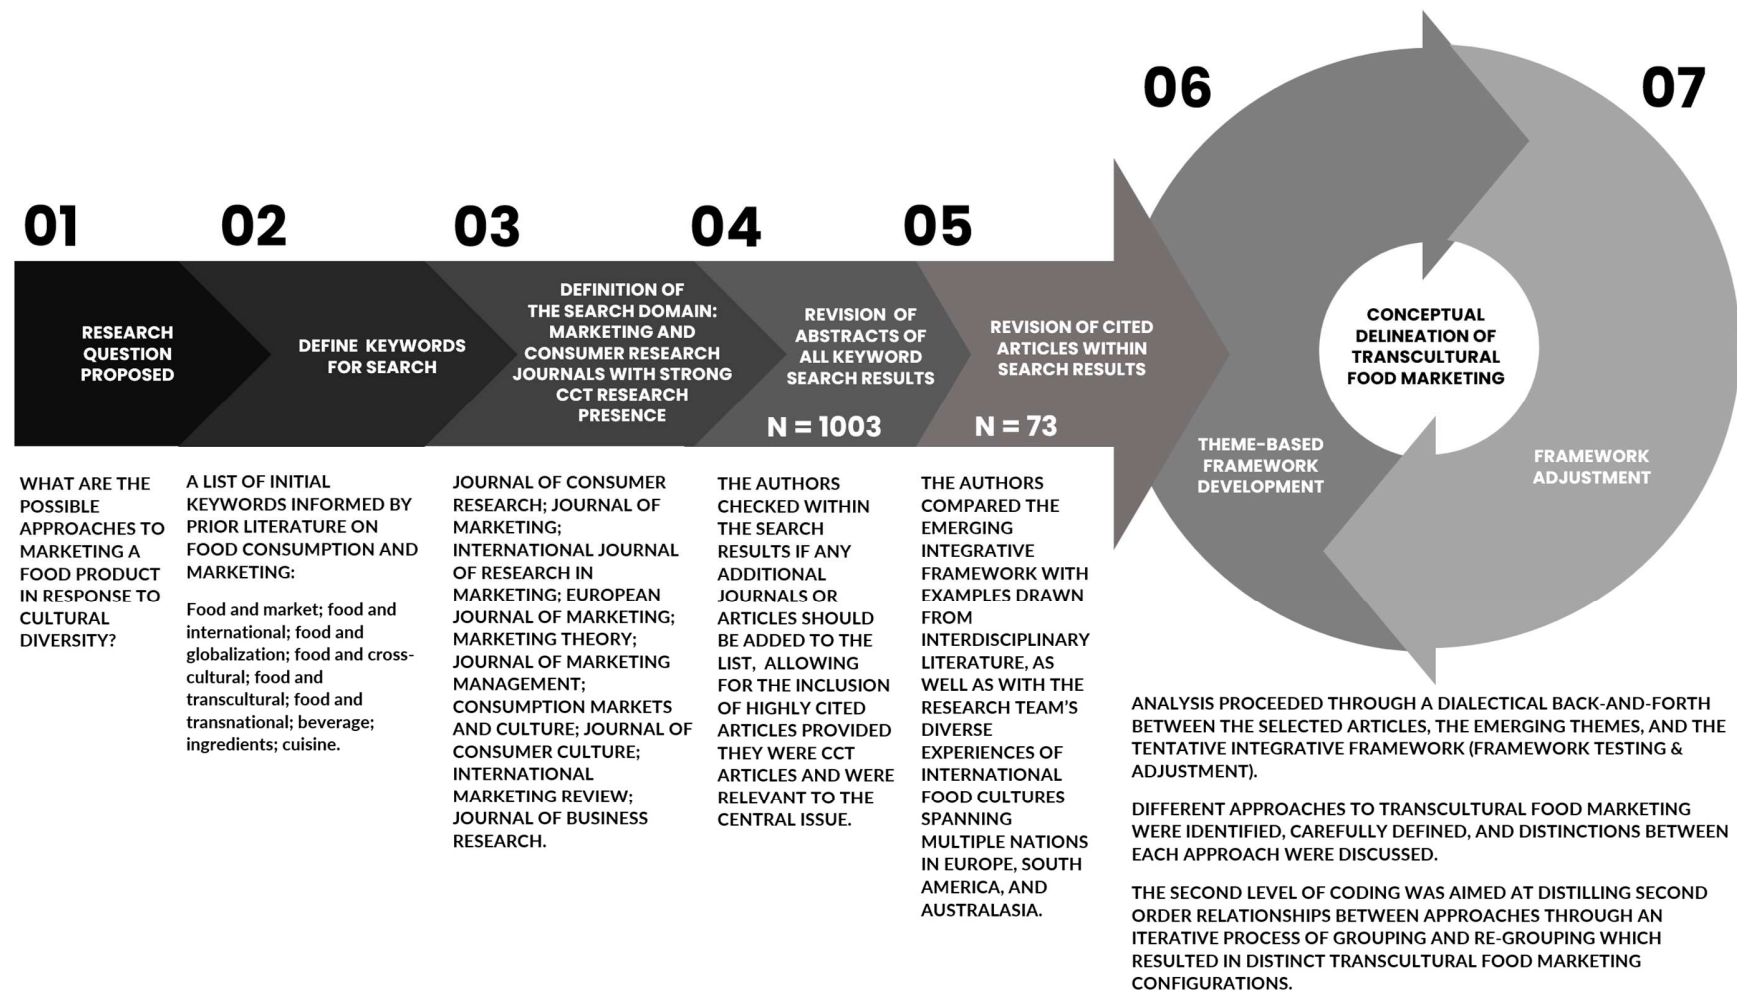 01
RESEARCH
QUESTION
PROPOSED
WHAT ARE THE
POSSIBLE
APPROACHES TO
MARKETING A
FOOD PRODUCT
IN RESPONSE TO
CULTURAL
DIVERSITY?
02
DEFINE KEYWORDS
FOR SEARCH
A LIST OF INITIAL
KEYWORDS INFORMED BY
PRIOR LITERATURE ON
FOOD CONSUMPTION AND
MARKETING:
Food and market; food and
international; food and
globalization; food and cross-
cultural; food and
transcultural; food and
transnational; beverage;
ingredients; cuisine.
03
DEFINITION OF
THE SEARCH DOMAIN:
MARKETING AND
CONSUMER RESEARCH
JOURNALS WITH STRONG
CCT RESEARCH
PRESENCE
JOURNAL OF CONSUMER
RESEARCH; JOURNAL OF
MARKETING;
INTERNATIONAL JOURNAL
OF RESEARCH IN
MARKETING; EUROPEAN
JOURNAL OF MARKETING;
MARKETING THEORY;
JOURNAL OF MARKETING
MANAGEMENT;
CONSUMPTION MARKETS
AND CULTURE; JOURNAL OF
CONSUMER CULTURE;
INTERNATIONAL
MARKETING REVIEW;
JOURNAL OF BUSINESS
RESEARCH.
04
REVISION OF
ABSTRACTS OF
ALL KEYWORD
SEARCH RESULTS
N = 1003
THE AUTHORS
CHECKED WITHIN
THE SEARCH
RESULTS IF ANY
ADDITIONAL
JOURNALS OR
ARTICLES SHOULD
BE ADDED TO THE
LIST, ALLOWING
FOR THE INCLUSION
OF HIGHLY CITED
ARTICLES PROVIDED
THEY WERE CCT
ARTICLES AND WERE
RELEVANT TO THE
CENTRAL ISSUE.
05
REVISION OF CITED
ARTICLES WITHIN
SEARCH RESULTS
N = 73
THE AUTHORS
COMPARED THE
EMERGING
INTEGRATIVE
FRAMEWORK WITH
EXAMPLES DRAWN
FROM
INTERDISCIPLINARY
LITERATURE, AS
WELL AS WITH THE
RESEARCH TEAM'S
DIVERSE
EXPERIENCES OF
INTERNATIONAL
FOOD CULTURES
SPANNING
MULTIPLE NATIONS
IN EUROPE, SOUTH
AMERICA, AND
AUSTRALASIA.
06
THEME-BASED
FRAMEWORK
DEVELOPMENT
CONCEPTUAL
DELINEATION OF
TRANSCULTURAL
FOOD MARKETING
07
FRAMEWORK
ADJUSTMENT
ANALYSIS PROCEEDED THROUGH A DIALECTICAL BACK-AND-FORTH
BETWEEN THE SELECTED ARTICLES, THE EMERGING THEMES, AND THE
TENTATIVE INTEGRATIVE FRAMEWORK (FRAMEWORK TESTING &
ADJUSTMENT).
DIFFERENT APPROACHES TO TRANSCULTURAL FOOD MARKETING
WERE IDENTIFIED, CAREFULLY DEFINED, AND DISTINCTIONS BETWEEN
EACH APPROACH WERE DISCUSSED.
THE SECOND LEVEL OF CODING WAS AIMED AT DISTILLING SECOND
ORDER RELATIONSHIPS BETWEEN APPROACHES THROUGH AN
ITERATIVE PROCESS OF GROUPING AND RE-GROUPING WHICH
RESULTED IN DISTINCT TRANSCULTURAL FOOD MARKETING
CONFIGURATIONS.